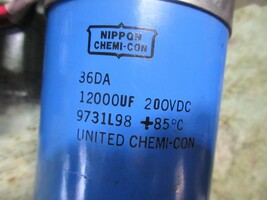 NIPPON
CHEMI-CON
36DA
12000UF 200VDC
9731L98 +85°C
UNITED CHEMI-CON